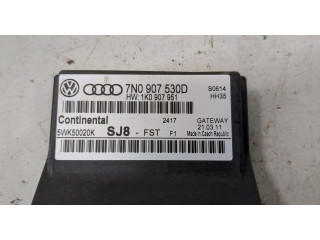 7N0 907 530D
HW: 1K0 907 951
S0614
HH35
Continental
2417
GATEWAY
21.03.11
5WK50020K
SJ8 - FST F1
Made in Czech Republic